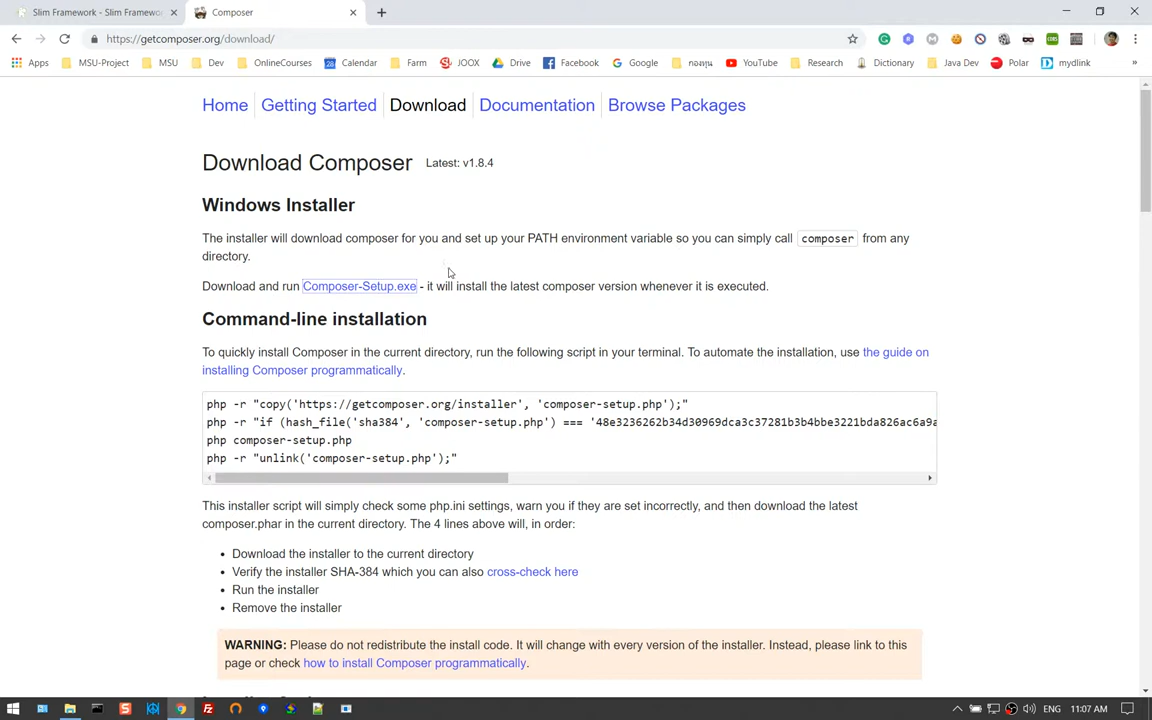 Slim Framework - Slim Framewo
Composer
https://getcomposer.org/download/
Apps
MSU-Project
MSU
Dev
OnlineCourses
Calendar
Farm
JOOX
Drive
Facebook
Google
กองทุน
YouTube
Research
Dictionary
Java Dev
Polar
mydlink
»
Home
Getting Started
Download
Documentation
Browse Packages
Download Composer Latest: v1.8.4
Windows Installer
The installer will download composer for you and set up your PATH environment variable so you can simply call composer from any
directory.
Download and run Composer-Setup.exe - it will install the latest composer version whenever it is executed.
Command-line installation
To quickly install Composer in the current directory, run the following script in your terminal. To automate the installation, use the guide on
installing Composer programmatically.
php -r "copy('https://getcomposer.org/installer', 'composer-setup.php');"
php -r "if (hash_file('sha384', 'composer-setup.php') === '48e3236262b34d30969dca3c37281b3b4bbe3221bda826ac6a9a
php composer-setup.php
php -r "unlink('composer-setup.php');"
This installer script will simply check some php.ini settings, warn you if they are set incorrectly, and then download the latest
composer.phar in the current directory. The 4 lines above will, in order:
• Download the installer to the current directory
• Verify the installer SHA-384 which you can also cross-check here
• Run the installer
• Remove the installer
WARNING: Please do not redistribute the install code. It will change with every version of the installer. Instead, please link to this
page or check how to install Composer programmatically.
ENG
11:07 AM